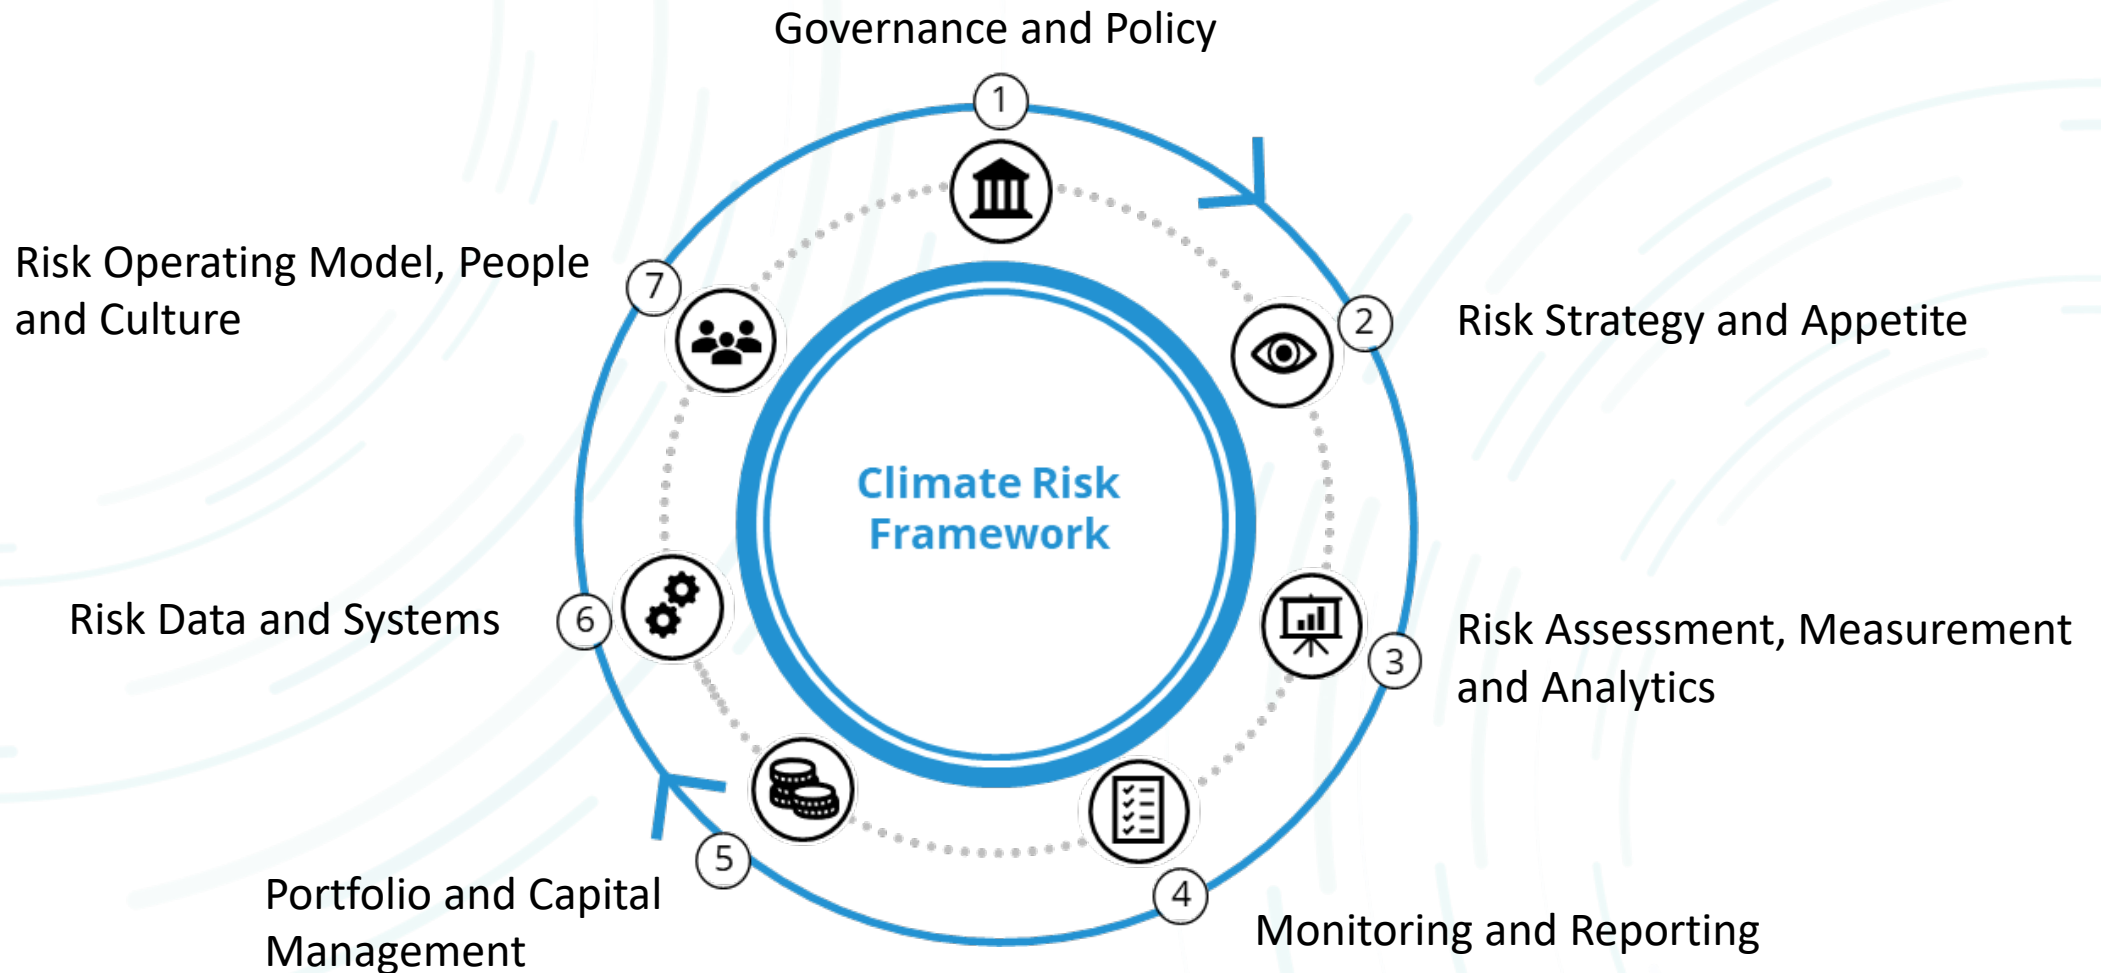 Governance and Policy
1
Risk Operating Model, People
and Culture
7
2
Risk Strategy and Appetite
Climate Risk
Framework
Risk Data and Systems
6
3
Risk Assessment, Measurement
and Analytics
5
Portfolio and Capital
Management
4
Monitoring and Reporting